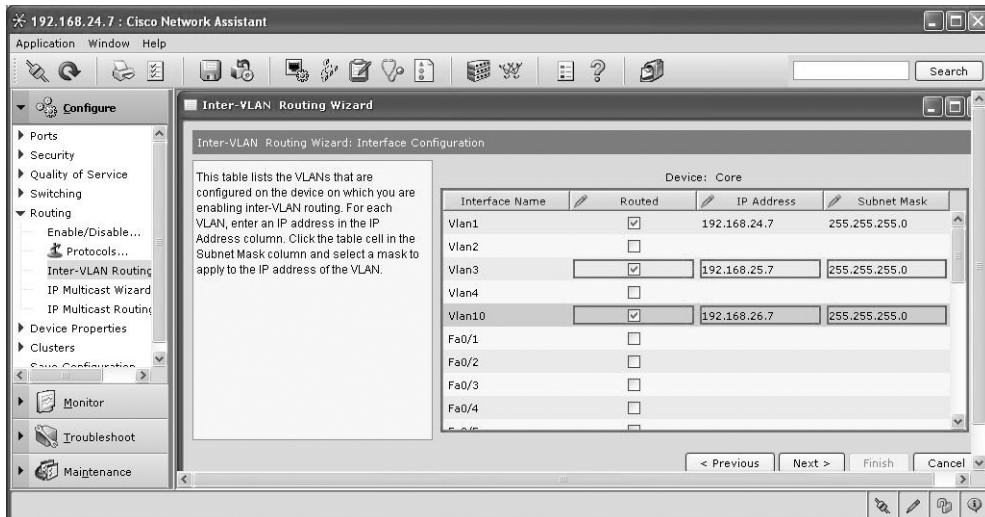 192.168.24.7 : Cisco Network Assistant
Application Window Help
Search
Configure
Ports
Security
Quality of Service
Switching
Routing
Enable/Disable...
Protocols...
Inter-VLAN Routing
IP Multicast Wizard
IP Multicast Routing
Device Properties
Clusters
Save Configuration
Monitor
Troubleshoot
Maintenance
Inter-VLAN Routing Wizard
Inter-VLAN Routing Wizard: Interface Configuration
This table lists the VLANs that are
configured on the device on which you are
enabling inter-VLAN routing. For each
VLAN, enter an IP address in the IP
Address column. Click the table cell in the
Subnet Mask column and select a mask to
apply to the IP address of the VLAN.
Device: Core
Interface Name Routed IP Address Subnet Mask
Vlan1 192.168.24.7 255.255.255.0
Vlan2
Vlan3 192.168.25.7 255.255.255.0
Vlan4
Vlan10 192.168.26.7 255.255.255.0
Fa0/1
Fa0/2
Fa0/3
Fa0/4
< Previous Next > Finish Cancel